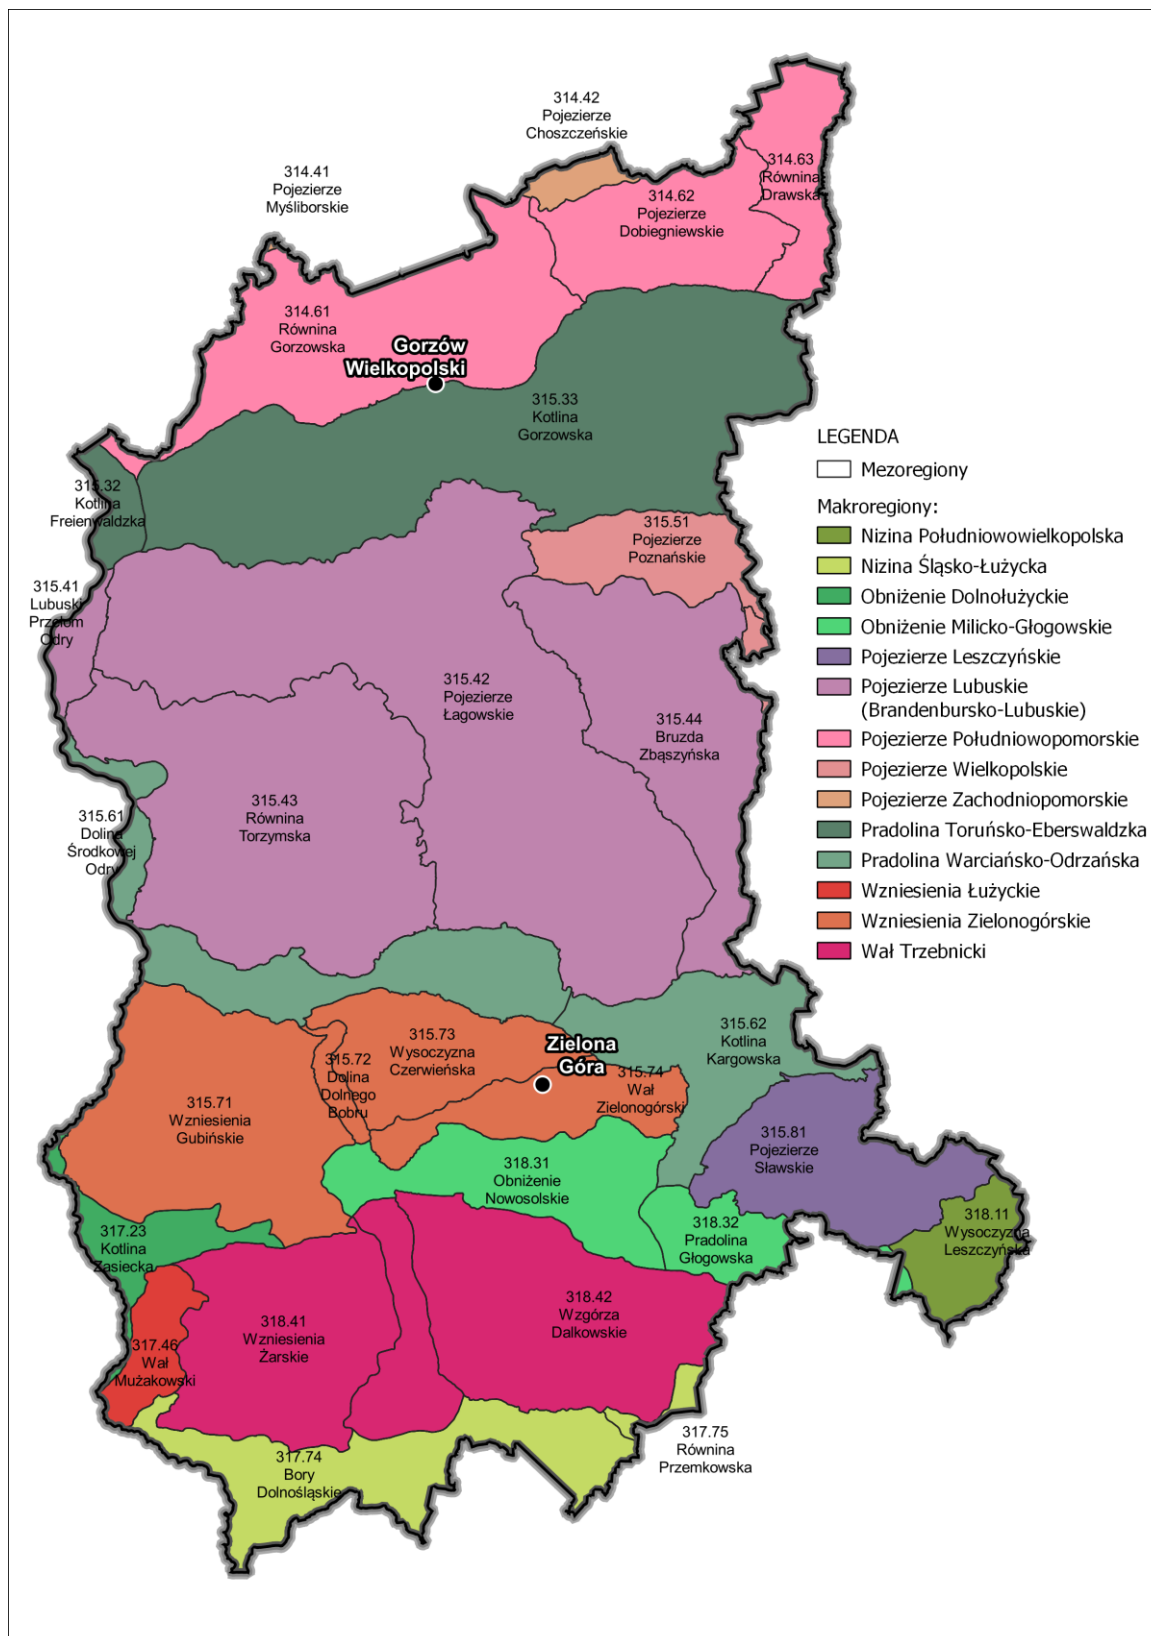 314.42
Pojezierze
Choszczeńskie
314.63
Równina
Drawska
314.41
Pojezierze
Myśliborskie
314.62
Pojezierze
Dobiegniewskie
314.61
Równina
Gorzowska
Gorzów
Wielkopolski
315.33
Kotlina
Gorzowska
315.32
Kotlina
Freienwaldzka
315.51
Pojezierze
Poznańskie
315.41
Lubuski
Przełom
Odry
315.42
Pojezierze
Łagowskie
315.44
Bruzda
Zbąszyńska
315.43
Równina
Torzymska
315.61
Dolina
Środkowej
Odry
315.62
Kotlina
Kargowska
315.73
Wysoczyzna
Czerwieńska
Zielona
Góra
315.72
Dolina
Dolnego
Bobru
315.74
Wał
Zielonogórski
315.71
Wzniesienia
Gubińskie
315.81
Pojezierze
Sławskie
318.31
Obniżenie
Nowosolskie
318.11
Wysoczyzna
Leszczyńska
317.23
Kotlina
Zasiecka
318.32
Pradolina
Głogowska
318.42
Wzgórza
Dalkowskie
318.41
Wzniesienia
Żarskie
317.46
Wał
Mużakowski
317.75
Równina
Przemkowska
317.74
Bory
Dolnośląskie
LEGENDA
Mezoregiony
Makroregiony:
Nizina Południowowielkopolska
Nizina Śląsko-Łużycka
Obniżenie Dolnołużyckie
Obniżenie Milicko-Głogowskie
Pojezierze Leszczyńskie
Pojezierze Lubuskie
(Brandenbursko-Lubuskie)
Pojezierze Południowopomorskie
Pojezierze Wielkopolskie
Pojezierze Zachodniopomorskie
Pradolina Toruńsko-Eberswaldzka
Pradolina Warciańsko-Odrzańska
Wzniesienia Łużyckie
Wzniesienia Zielonogórskie
Wał Trzebnicki